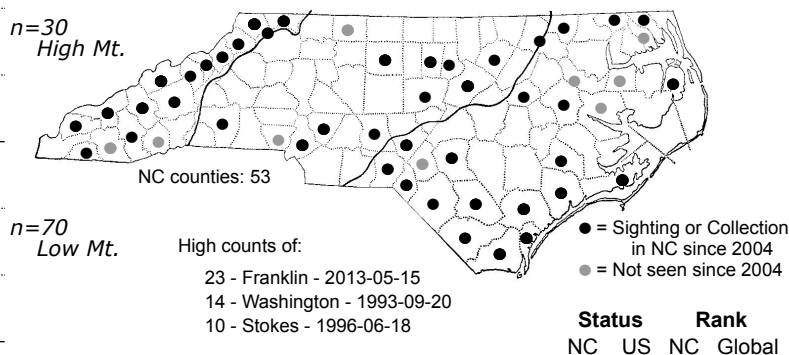 n=30
High Mt.
NC counties: 53
n=70
Low Mt.
High counts of:
23 - Franklin - 2013-05-15
14 - Washington - 1993-09-20
10 - Stokes - 1996-06-18
= Sighting or Collection
in NC since 2004
= Not seen since 2004
Status Rank
NC US NC Global